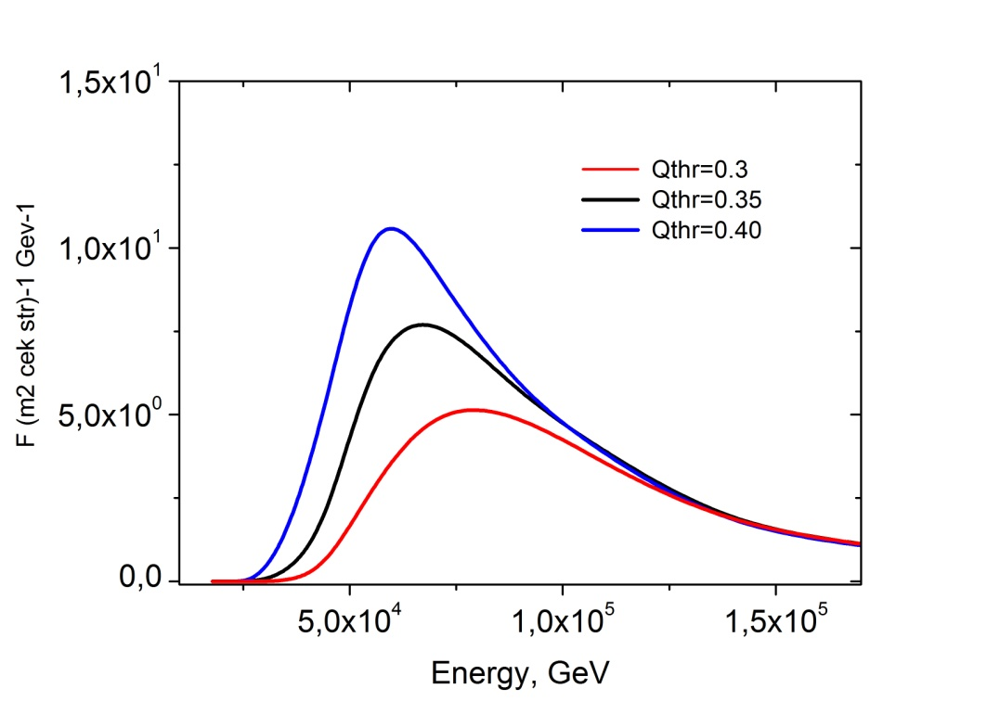 1,5x10¹
1,0x10¹
5,0x10⁰
0,0
F (m2 cek str)-1 Gev-1
Qthr=0.3
Qthr=0.35
Qthr=0.40
5,0x10⁴ 1,0x10⁵ 1,5x10⁵
Energy, GeV